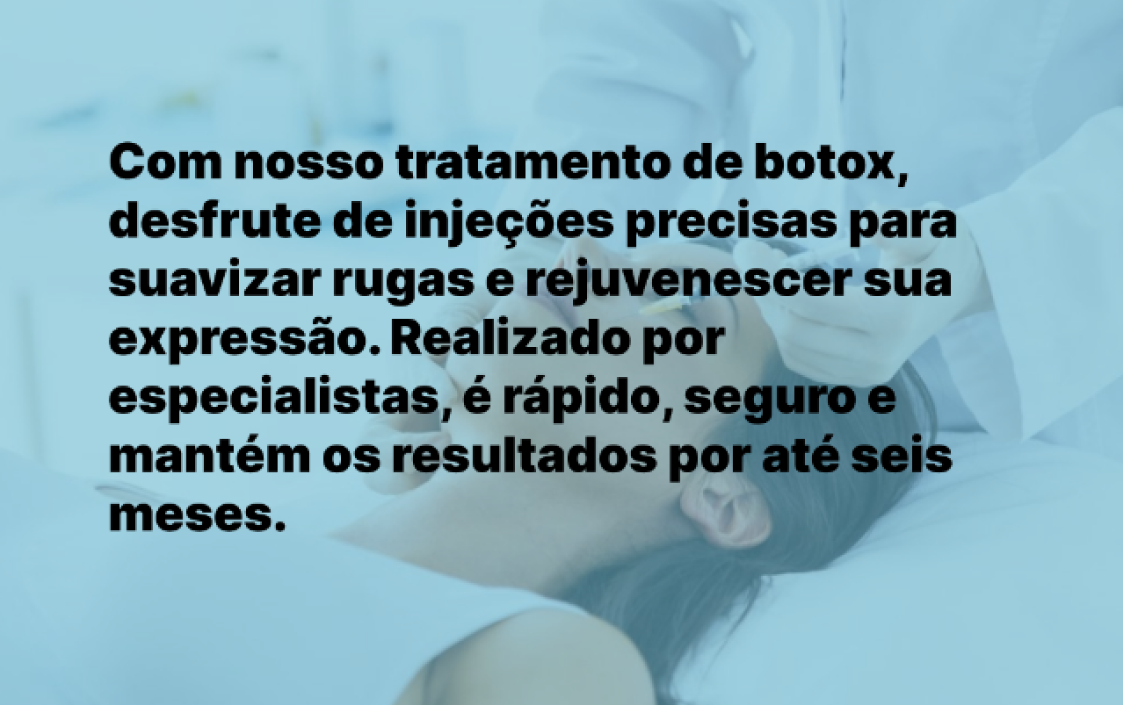 Com nosso tratamento de botox,
desfrute de injeções precisas para
suavizar rugas e rejuvenescer sua
expressão. Realizado por
especialistas, é rápido, seguro e
mantém os resultados por até seis
meses.